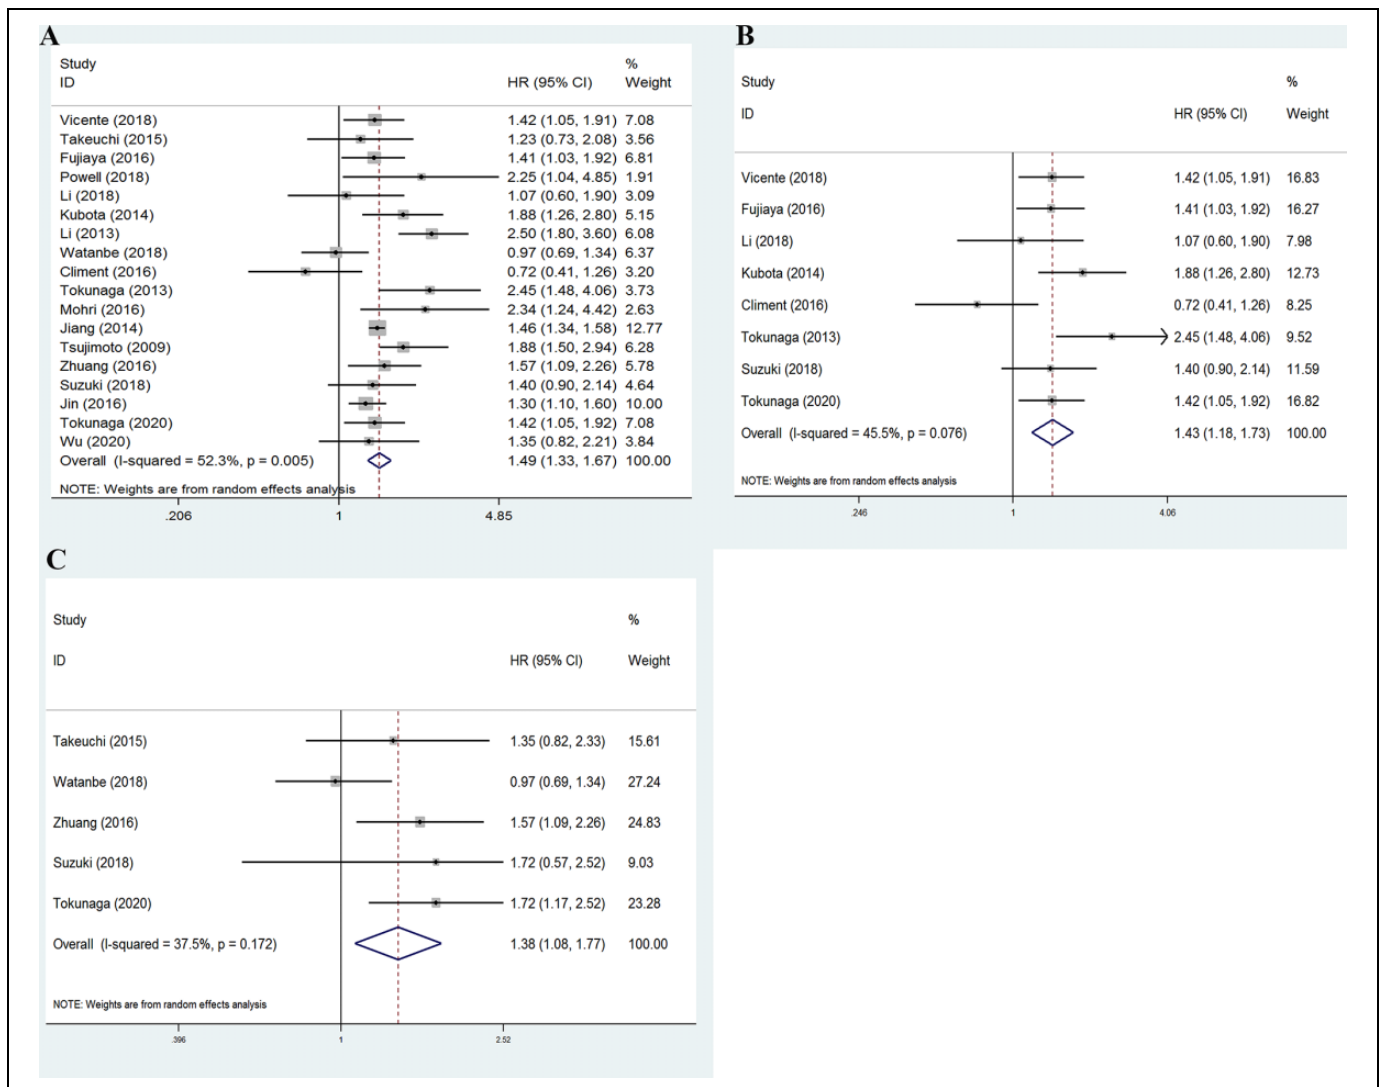 A
Study %
ID HR (95% CI) Weight
Vicente (2018) 1.42 (1.05, 1.91) 7.08
Takeuchi (2015) 1.23 (0.73, 2.08) 3.56
Fujiaya (2016) 1.41 (1.03, 1.92) 6.81
Powell (2018) 2.25 (1.04, 4.85) 1.91
Li (2018) 1.07 (0.60, 1.90) 3.09
Kubota (2014) 1.88 (1.26, 2.80) 5.15
Li (2013) 2.50 (1.80, 3.60) 6.08
Watanbe (2018) 0.97 (0.69, 1.34) 6.37
Climent (2016) 0.72 (0.41, 1.26) 3.20
Tokunaga (2013) 2.45 (1.48, 4.06) 3.73
Mohri (2016) 2.34 (1.24, 4.42) 2.63
Jiang (2014) 1.46 (1.34, 1.58) 12.77
Tsujimoto (2009) 1.88 (1.50, 2.94) 6.28
Zhuang (2016) 1.57 (1.09, 2.26) 5.78
Suzuki (2018) 1.40 (0.90, 2.14) 4.64
Jin (2016) 1.30 (1.10, 1.60) 10.00
Tokunaga (2020) 1.42 (1.05, 1.92) 7.08
Wu (2020) 1.35 (0.82, 2.21) 3.84
Overall (I-squared = 52.3%, p = 0.005) 1.49 (1.33, 1.67) 100.00
NOTE: Weights are from random effects analysis
.206 1 4.85
B
Study %
ID HR (95% CI) Weight
Vicente (2018) 1.42 (1.05, 1.91) 16.83
Fujiaya (2016) 1.41 (1.03, 1.92) 16.27
Li (2018) 1.07 (0.60, 1.90) 7.98
Kubota (2014) 1.88 (1.26, 2.80) 12.73
Climent (2016) 0.72 (0.41, 1.26) 8.25
Tokunaga (2013) 2.45 (1.48, 4.06) 9.52
Suzuki (2018) 1.40 (0.90, 2.14) 11.59
Tokunaga (2020) 1.42 (1.05, 1.92) 16.82
Overall (I-squared = 45.5%, p = 0.076) 1.43 (1.18, 1.73) 100.00
NOTE: Weights are from random effects analysis
.246 1 4.06
C
Study %
ID HR (95% CI) Weight
Takeuchi (2015) 1.35 (0.82, 2.33) 15.61
Watanbe (2018) 0.97 (0.69, 1.34) 27.24
Zhuang (2016) 1.57 (1.09, 2.26) 24.83
Suzuki (2018) 1.72 (0.57, 2.52) 9.03
Tokunaga (2020) 1.72 (1.17, 2.52) 23.28
Overall (I-squared = 37.5%, p = 0.172) 1.38 (1.08, 1.77) 100.00
NOTE: Weights are from random effects analysis
.396 1 2.52